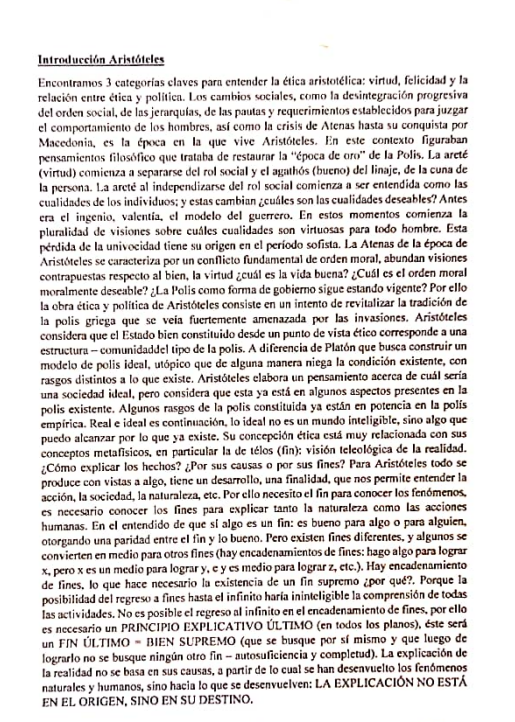 Introducción Aristóteles
Encontramos 3 categorías claves para entender la ética aristotélica: virtud, felicidad y la
relación entre ética y política. Los cambios sociales, como la desintegración progresiva
del orden social, de las jerarquías, de las pautas y requerimientos establecidos para juzgar
el comportamiento de los hombres, así como la crisis de Atenas hasta su conquista por
Macedonia, es la época en la que vive Aristóteles. En este contexto figuraban
pensamientos filosófico que trataba de restaurar la "época de oro" de la Polis. La areté
(virtud) comienza a separarse del rol social y el agathós (bueno) del linaje, de la cuna de
la persona. La areté al independizarse del rol social comienza a ser entendida como las
cualidades de los individuos; y estas cambian ¿cuáles son las cualidades deseables? Antes
era el ingenio, valentía, el modelo del guerrero. En estos momentos comienza la
pluralidad de visiones sobre cuáles cualidades son virtuosas para todo hombre. Esta
pérdida de la univocidad tiene su origen en el período sofista. La Atenas de la época de
Aristóteles se caracteriza por un conflicto fundamental de orden moral, abundan visiones
contrapuestas respecto al bien, la virtud ¿cuál es la vida buena? ¿Cuál es el orden moral
moralmente deseable? ¿La Polis como forma de gobierno sigue estando vigente? Por ello
la obra ética y política de Aristóteles consiste en un intento de revitalizar la tradición de
la polis griega que se veía fuertemente amenazada por las invasiones. Aristóteles
considera que el Estado bien constituido desde un punto de vista ético corresponde a una
estructura – comunidaddel tipo de la polis. A diferencia de Platón que busca construir un
modelo de polis ideal, utópico que de alguna manera niega la condición existente, con
rasgos distintos a lo que existe. Aristóteles elabora un pensamiento acerca de cuál sería
una sociedad ideal, pero considera que esta ya está en algunos aspectos presentes en la
polis existente. Algunos rasgos de la polis constituida ya están en potencia en la polis
empírica. Real e ideal es continuación, lo ideal no es un mundo inteligible, sino algo que
puedo alcanzar por lo que ya existe. Su concepción ética está muy relacionada con sus
conceptos metafísicos, en particular la de télos (fin): visión teleológica de la realidad.
¿Cómo explicar los hechos? ¿Por sus causas o por sus fines? Para Aristóteles todo se
produce con vistas a algo, tiene un desarrollo, una finalidad, que nos permite entender la
acción, la sociedad, la naturaleza, etc. Por ello necesito el fin para conocer los fenómenos,
es necesario conocer los fines para explicar tanto la naturaleza como las acciones
humanas. En el entendido de que si algo es un fin: es bueno para algo o para alguien,
otorgando una paridad entre el fin y lo bueno. Pero existen fines diferentes, y algunos se
convierten en medio para otros fines (hay encadenamientos de fines: hago algo para lograr
x, pero x es un medio para lograr y, e y es medio para lograr z, etc.). Hay encadenamiento
de fines, lo que hace necesario la existencia de un fin supremo ¿por qué?. Porque la
posibilidad del regreso a fines hasta el infinito haría ininteligible la comprensión de todas
las actividades. No es posible el regreso al infinito en el encadenamiento de fines, por ello
es necesario un PRINCIPIO EXPLICATIVO ÚLTIMO (en todos los planos), éste será
un FIN ÚLTIMO = BIEN SUPREMO (que se busque por sí mismo y que luego de
lograrlo no se busque ningún otro fin – autosuficiencia y completud). La explicación de
la realidad no se basa en sus causas, a partir de lo cual se han desenvuelto los fenómenos
naturales y humanos, sino hacia lo que se desenvuelven: LA EXPLICACIÓN NO ESTÁ
EN EL ORIGEN, SINO EN SU DESTINO.